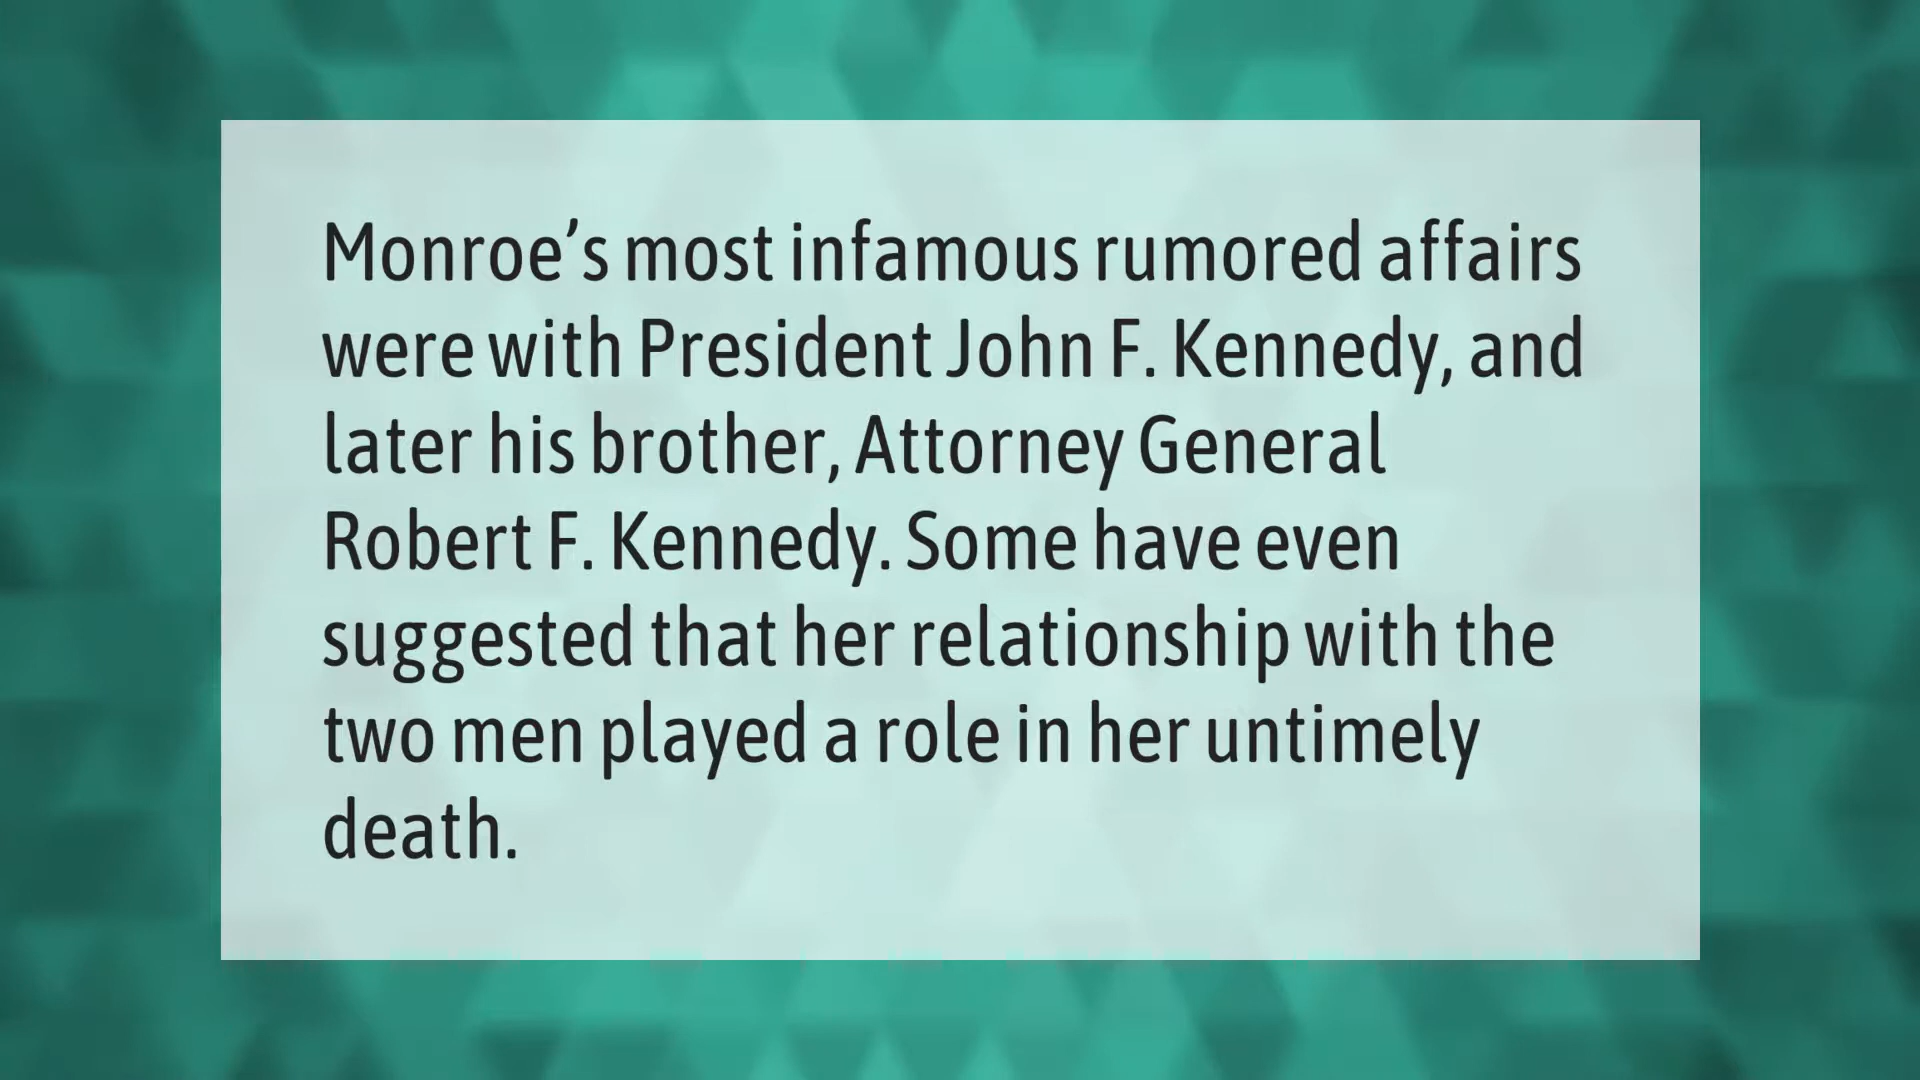 Monroe’s most infamous rumored affairs
were with President John F. Kennedy, and
later his brother, Attorney General
Robert F. Kennedy. Some have even
suggested that her relationship with the
two men played a role in her untimely
death.